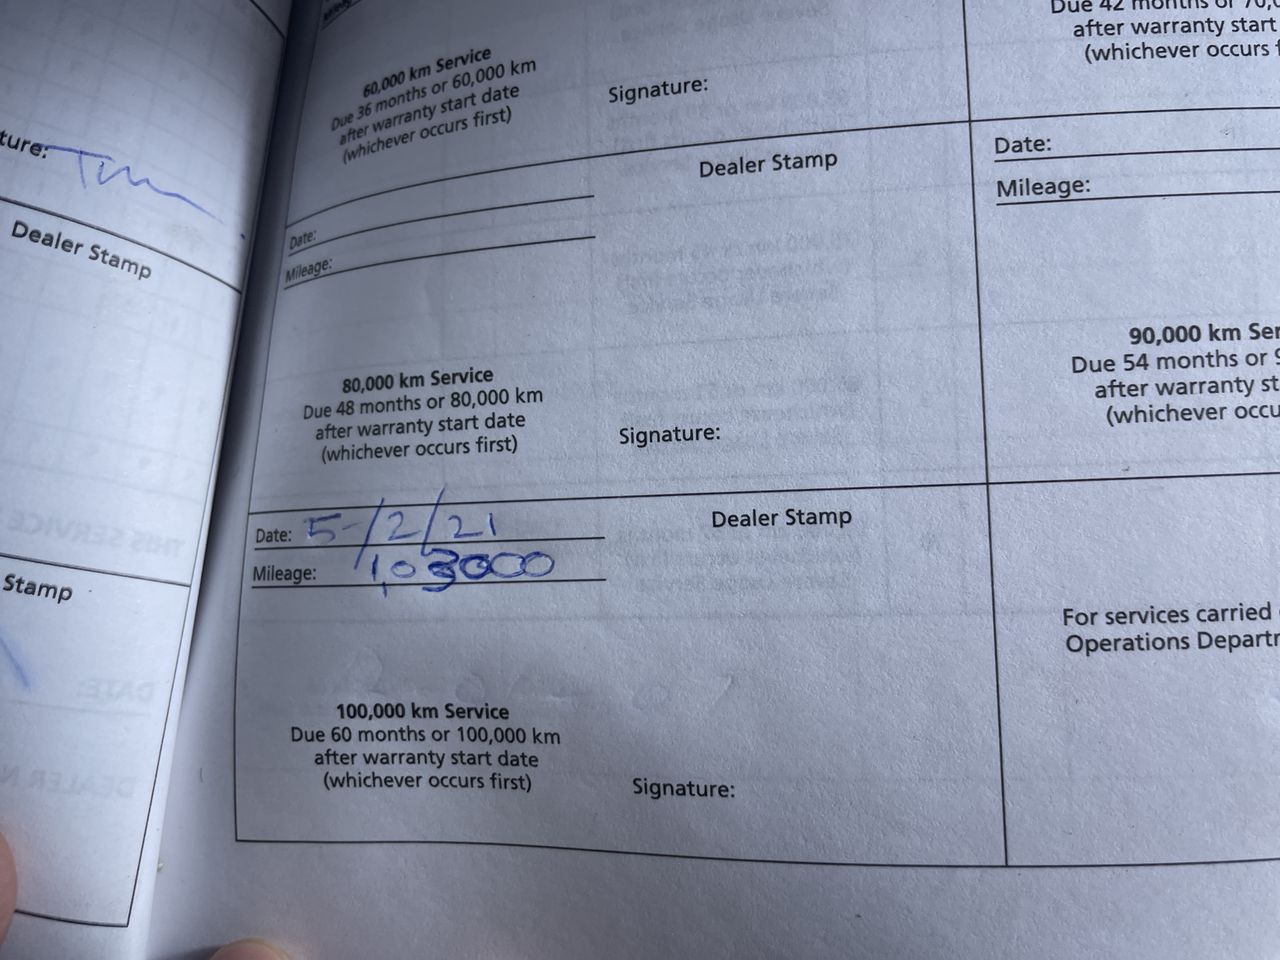 ture: Tim
Dealer Stamp
Stamp
60,000 km Service
Due 36 months or 60,000 km
after warranty start date
(whichever occurs first)
Signature:
Date:
Mileage:
Dealer Stamp
80,000 km Service
Due 48 months or 80,000 km
after warranty start date
(whichever occurs first)
Signature:
Date: 5/2/21
Mileage: 103000
Dealer Stamp
100,000 km Service
Due 60 months or 100,000 km
after warranty start date
(whichever occurs first)
Signature:
Due 42 months or 70,0
after warranty start
(whichever occurs f
Date:
Mileage:
90,000 km Ser
Due 54 months or 9
after warranty st
(whichever occu
For services carried
Operations Departm